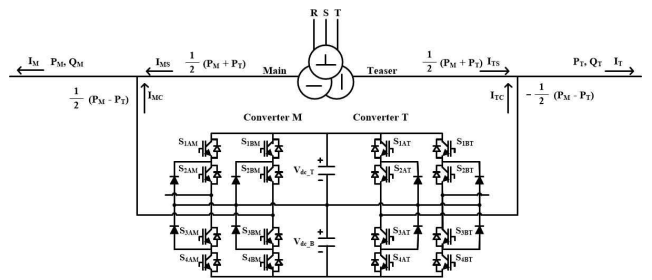 R S T
I_M P_M, Q_M
I_MS 1/2 (P_M + P_T)
Main
Teaser
1/2 (P_M + P_T) I_TS
P_T, Q_T I_T
1/2 (P_M - P_T)
I_MC
I_TC
- 1/2 (P_M - P_T)
Converter M Converter T
S_1AM S_1BM S_1AT S_1BT
+
S_2AM S_2BM V_dc_T S_2AT S_2BT
-
+
S_3AM S_3BM V_dc_B S_3AT S_3BT
-
S_4AM S_4BM S_4AT S_4BT